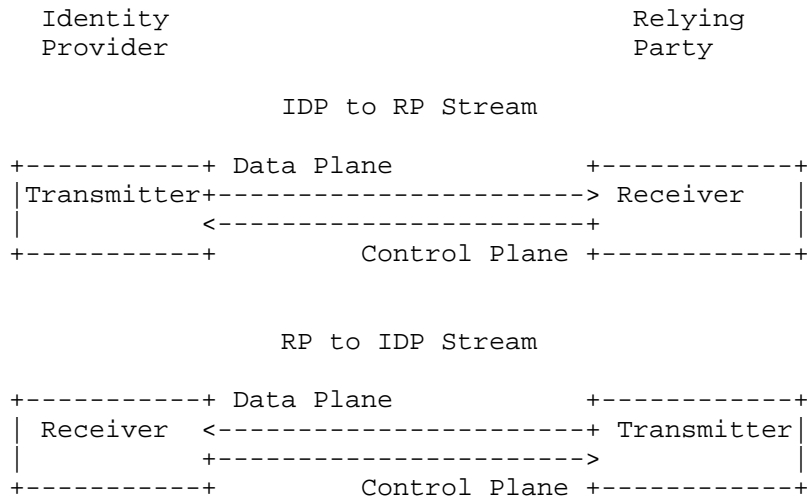 Identity Relying
Provider Party
IDP to RP Stream
+-----------+ Data Plane +------------+
|Transmitter+-----------------------> Receiver |
| <-----------------------+ |
+-----------+ Control Plane +------------+
RP to IDP Stream
+-----------+ Data Plane +------------+
| Receiver <-----------------------+ Transmitter|
| +-----------------------> |
+-----------+ Control Plane +------------+